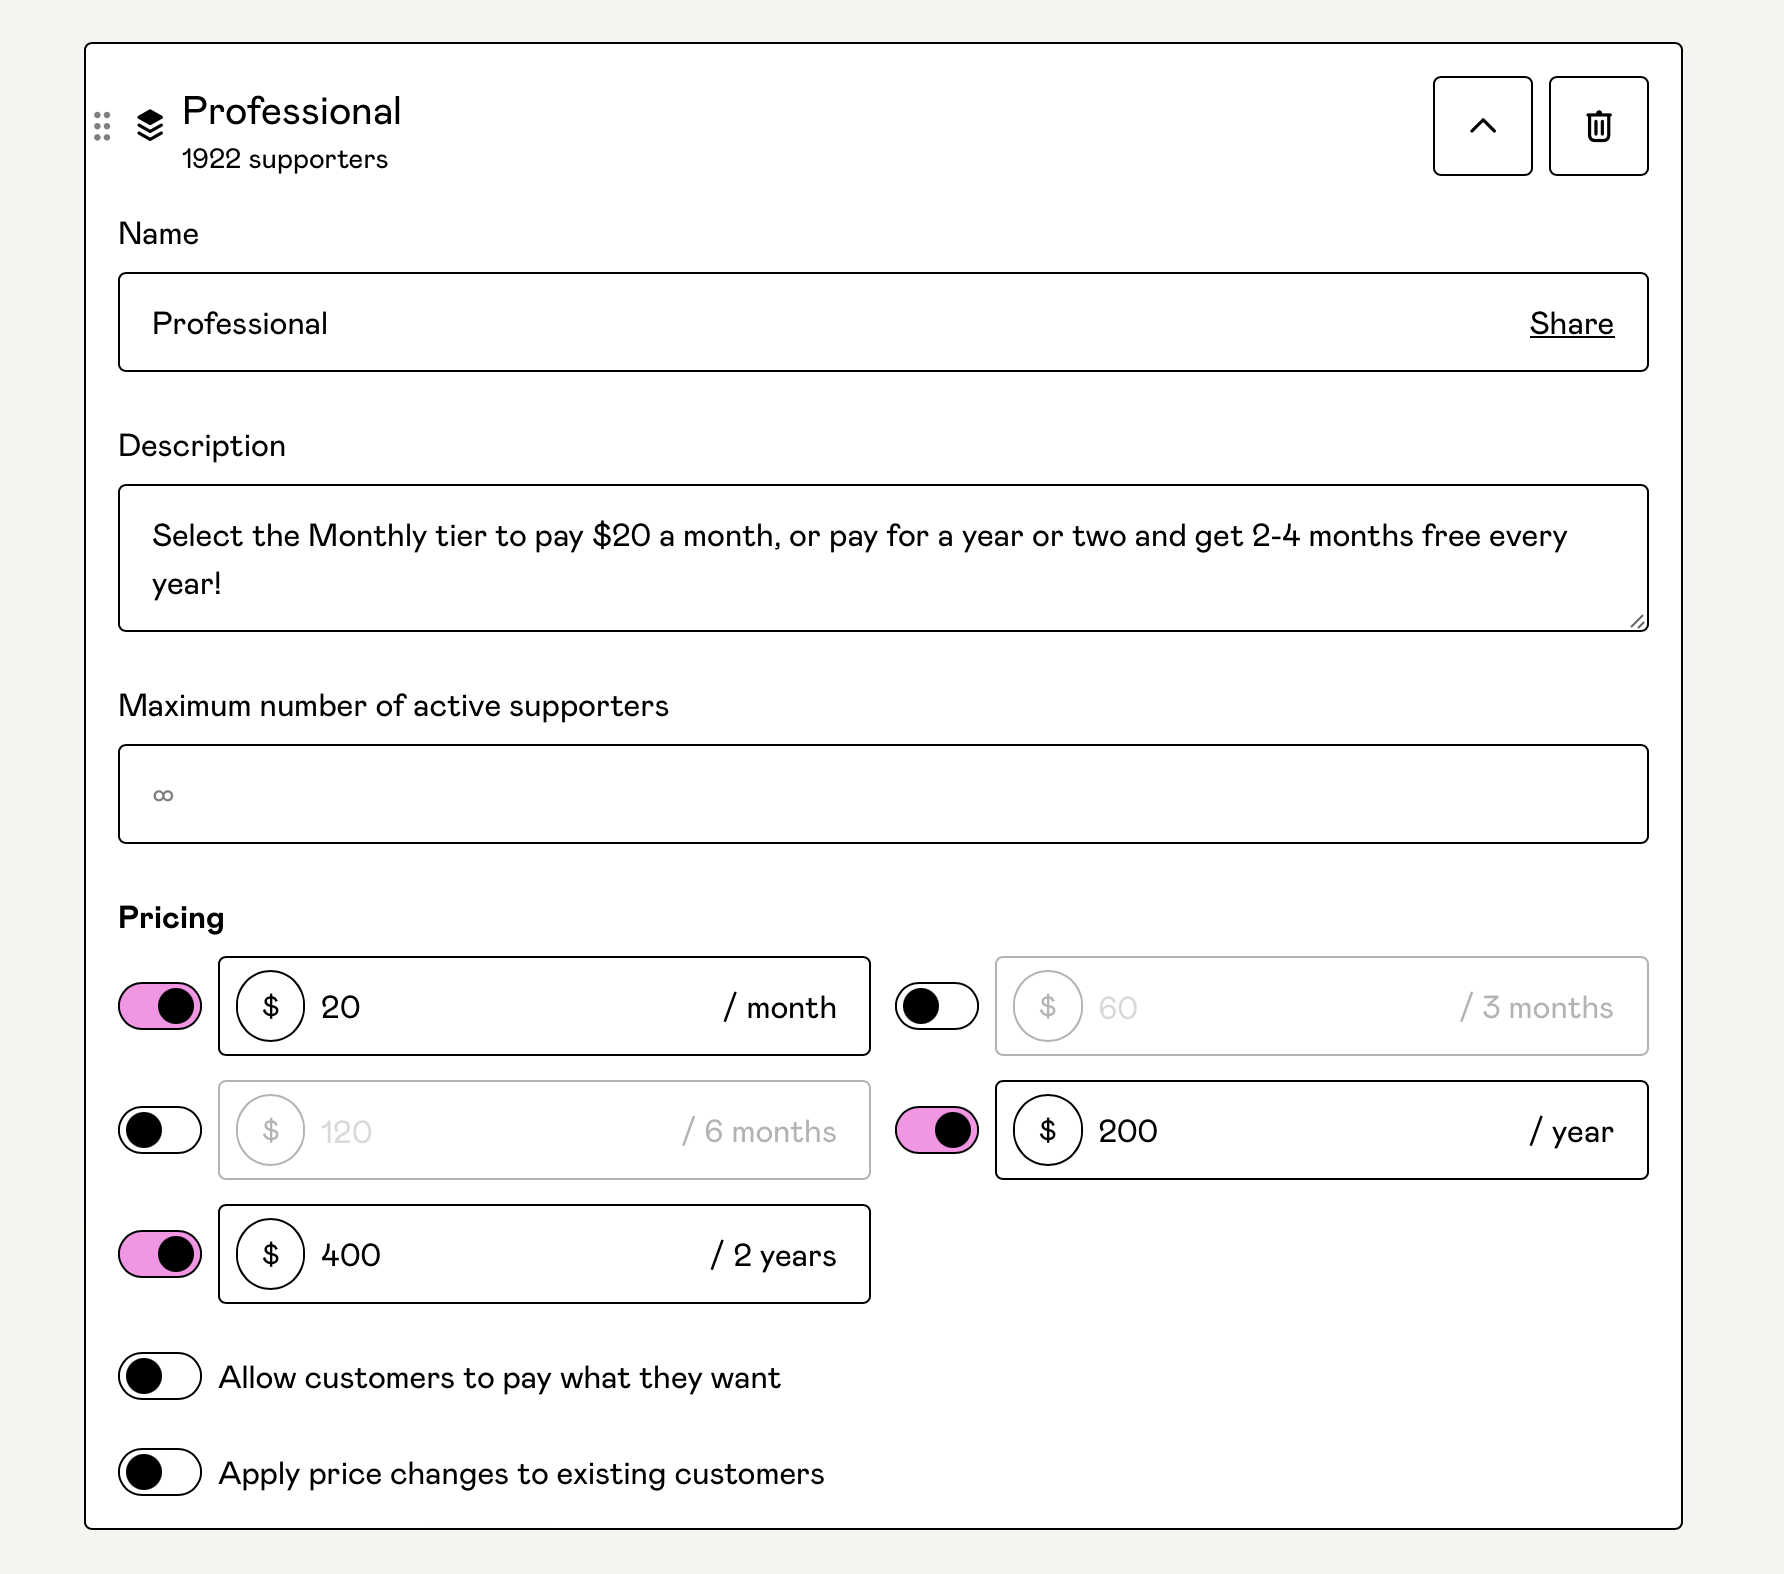 Professional
1922 supporters
Name
Professional
Share
Description
Select the Monthly tier to pay $20 a month, or pay for a year or two and get 2-4 months free every
year!
Maximum number of active supporters
∞
Pricing
$ 20 / month
$ 60 / 3 months
$ 120 / 6 months
$ 200 / year
$ 400 / 2 years
Allow customers to pay what they want
Apply price changes to existing customers